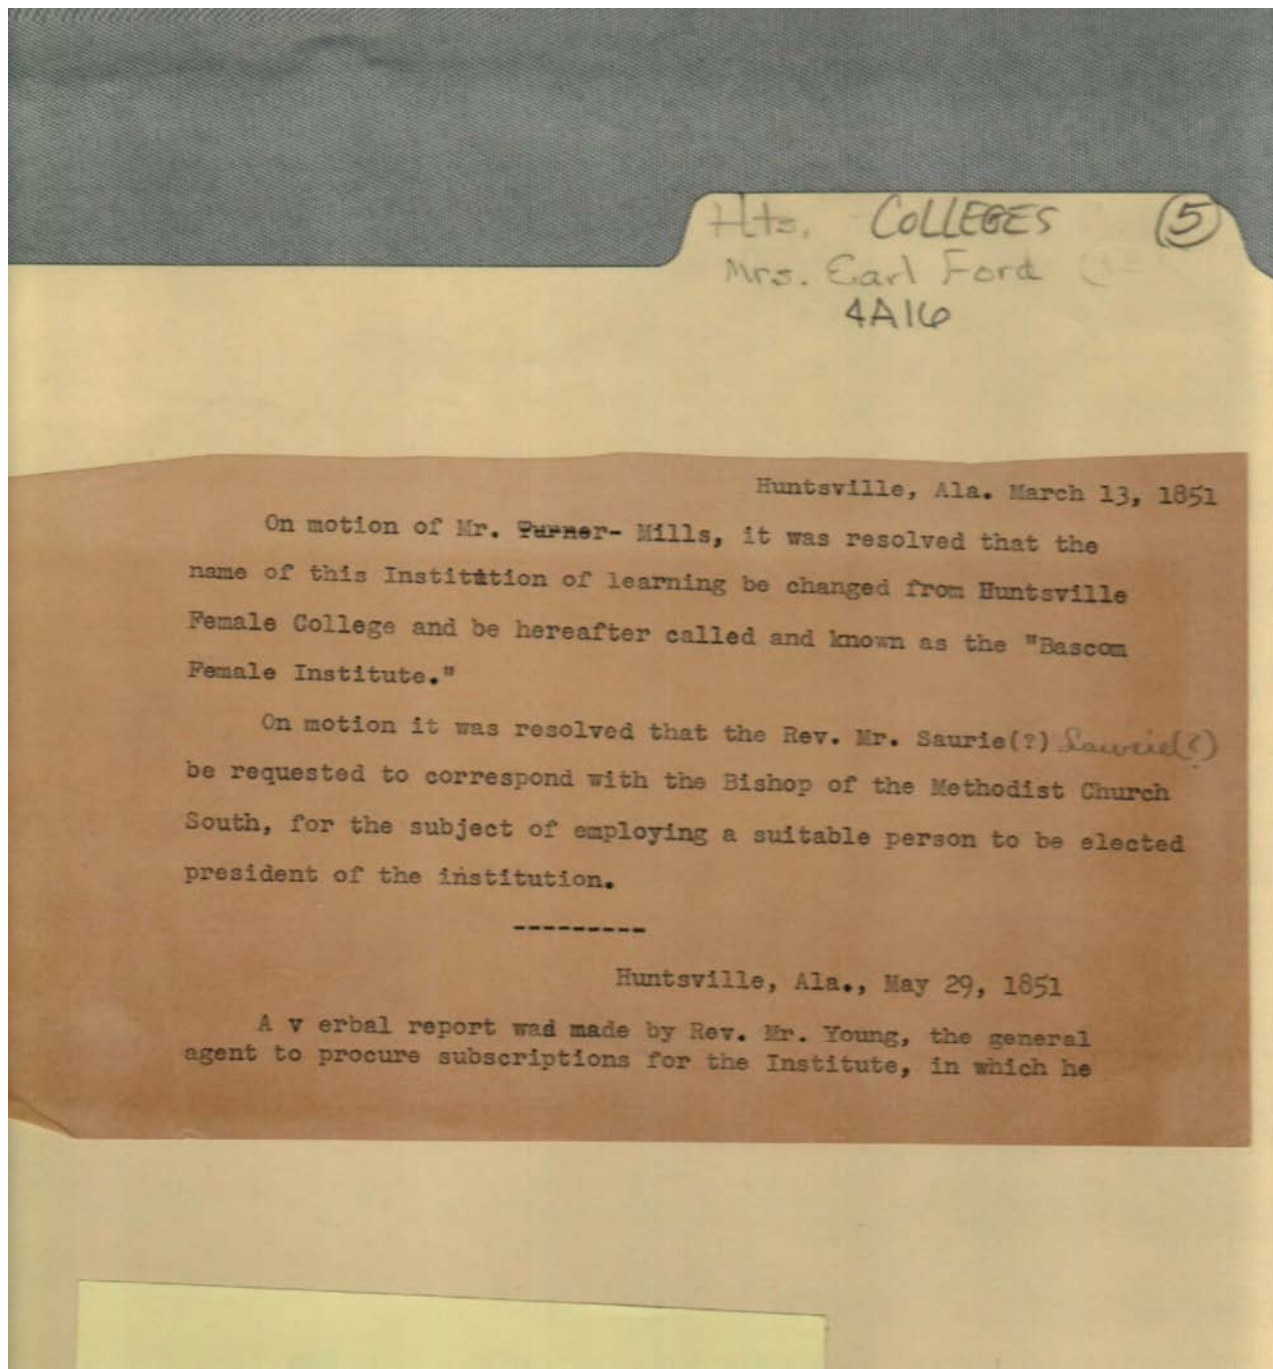 Hts. COLLEGES (5)
Mrs. Earl Ford
4A16
Huntsville, Ala. March 13, 1851
On motion of Mr. Turner- Mills, it was resolved that the
name of this Institution of learning be changed from Huntsville
Female College and be hereafter called and known as the "Bascom
Female Institute."
On motion it was resolved that the Rev. Mr. Saurie(?) Lawrie(?)
be requested to correspond with the Bishop of the Methodist Church
South, for the subject of employing a suitable person to be elected
president of the institution.
---------
Huntsville, Ala., May 29, 1851
A v erbal report wad made by Rev. Mr. Young, the general
agent to procure subscriptions for the Institute, in which he